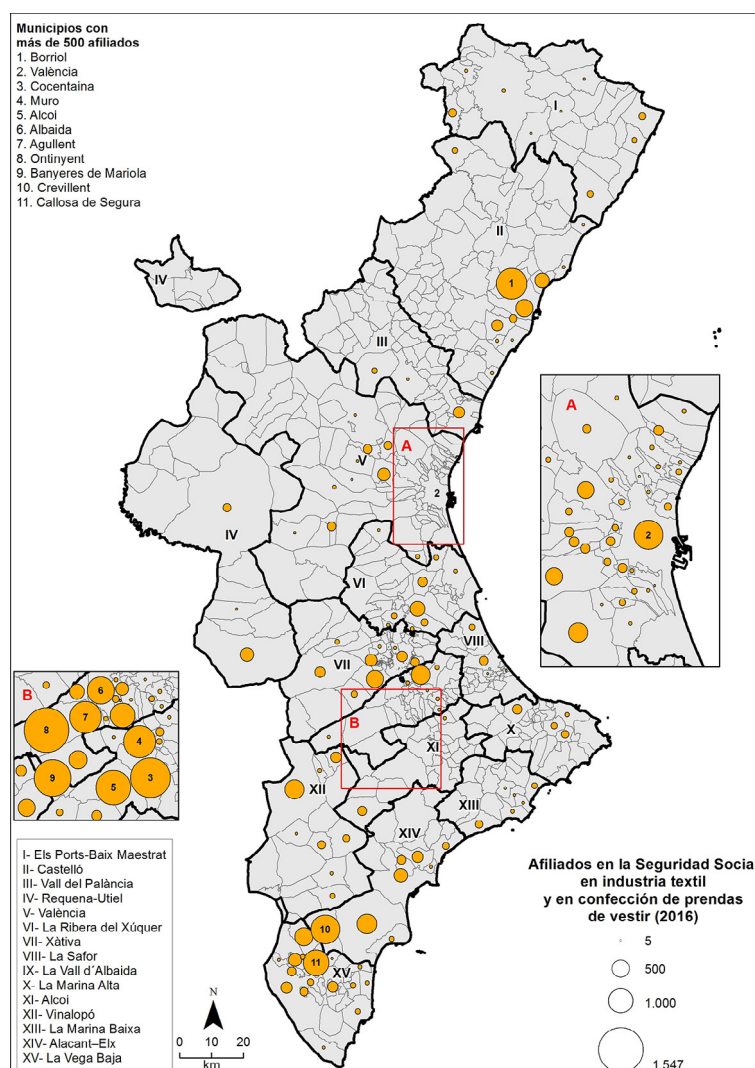 Municipios con
más de 500 afiliados
1. Borriol
2. València
3. Cocentaina
4. Muro
5. Alcoi
6. Albaida
7. Agullent
8. Ontinyent
9. Banyeres de Mariola
10. Crevillent
11. Callosa de Segura
I
II
IV
1
III
A
A
V
2
2
IV
VI
VIII
VII
B
B
6
7
8
4
X
XI
9
5
3
XII
XIII
XIV
I- Els Ports-Baix Maestrat
II- Castelló
III- Vall del Palància
IV- Requena-Utiel
V- València
VI- La Ribera del Xúquer
VII- Xàtiva
VIII- La Safor
IX- La Vall d´Albaida
X- La Marina Alta
XI- Alcoi
XII- Vinalopó
XIII- La Marina Baixa
XIV- Alacant–Elx
XV- La Vega Baja
10
11
XV
Afiliados en la Seguridad Socia
en industria textil
y en confección de prendas
de vestir (2016)
5
500
1.000
1.547
N
0 10 20
km